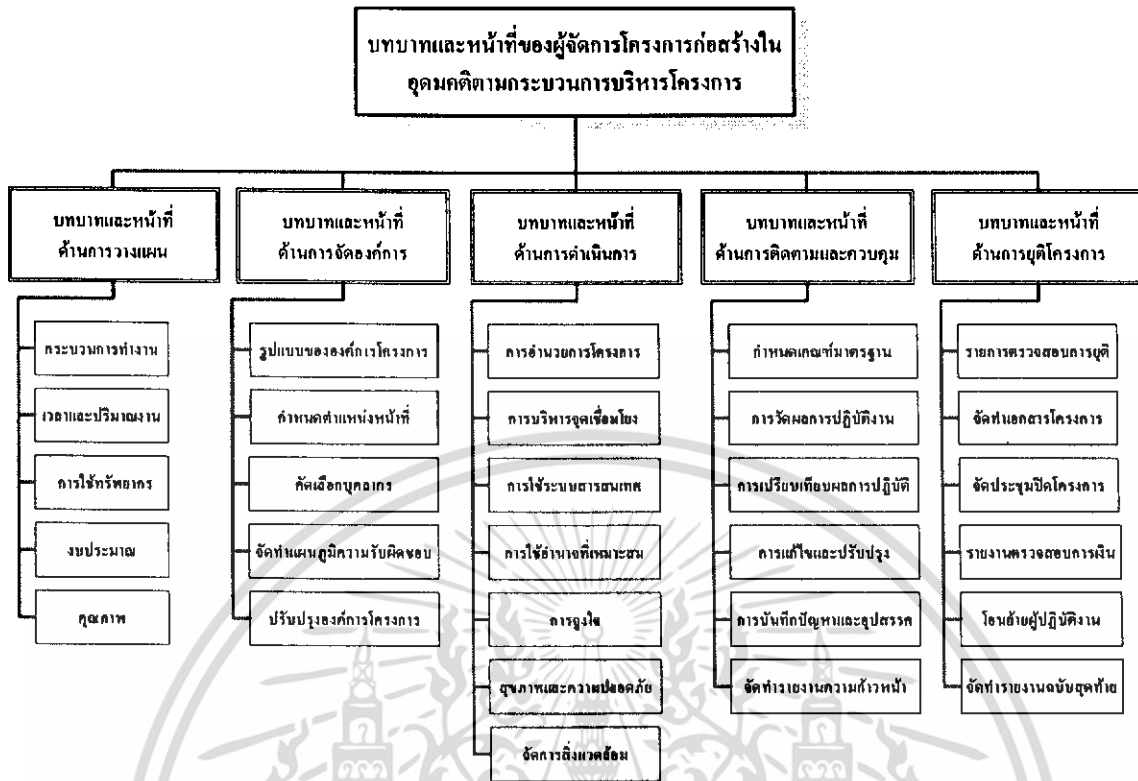 บทบาทและหน้าที่ของผู้จัดการโครงการก่อสร้างใน
อุดมคติตามกระบวนการบริหารโครงการ
บทบาทและหน้าที่
ด้านการวางแผน
กระบวนการทำงาน
เวลาและปริมาณงาน
การใช้ทรัพยากร
งบประมาณ
คุณภาพ
บทบาทและหน้าที่
ด้านการจัดองค์การ
รูปแบบขององค์การโครงการ
กำหนดตำแหน่งหน้าที่
คัดเลือกบุคลากร
จัดทำแผนภูมิความรับผิดชอบ
ปรับปรุงองค์การโครงการ
บทบาทและหน้าที่
ด้านการดำเนินการ
การอำนวยการโครงการ
การบริหารจุดเชื่อมโยง
การใช้ระบบสารสนเทศ
การใช้อำนาจที่เหมาะสม
การจูงใจ
สุขภาพและความปลอดภัย
จัดการสิ่งแวดล้อม
บทบาทและหน้าที่
ด้านการติดตามและควบคุม
กำหนดเกณฑ์มาตรฐาน
การวัดผลการปฏิบัติงาน
การเปรียบเทียบผลการปฏิบัติ
การแก้ไขและปรับปรุง
การบันทึกปัญหาและอุปสรรค
จัดทำรายงานความก้าวหน้า
บทบาทและหน้าที่
ด้านการยุติโครงการ
รายการตรวจสอบการยุติ
จัดทำเอกสารโครงการ
จัดประชุมปิดโครงการ
รายงานตรวจสอบการเงิน
โอนย้ายผู้ปฏิบัติงาน
จัดทำรายงานฉบับสุดท้าย